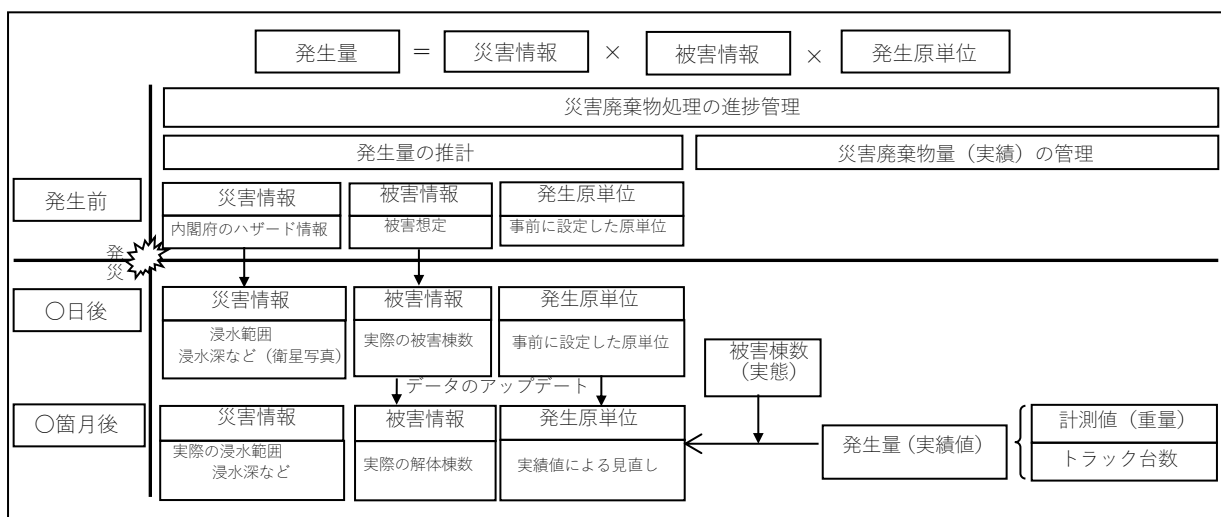 発生量 = 災害情報 × 被害情報 × 発生原単位
災害廃棄物処理の進捗管理
発生量の推計
災害廃棄物量（実績）の管理
発生前
災害情報
内閣府のハザード情報
被害情報
被害想定
発生原単位
事前に設定した原単位
発災
〇日後
災害情報
浸水範囲
浸水深など（衛星写真）
被害情報
実際の被害棟数
発生原単位
事前に設定した原単位
被害棟数
（実態）
データのアップデート
〇箇月後
災害情報
実際の浸水範囲
浸水深など
被害情報
実際の解体棟数
発生原単位
実績値による見直し
発生量（実績値）
計測値（重量）
トラック台数